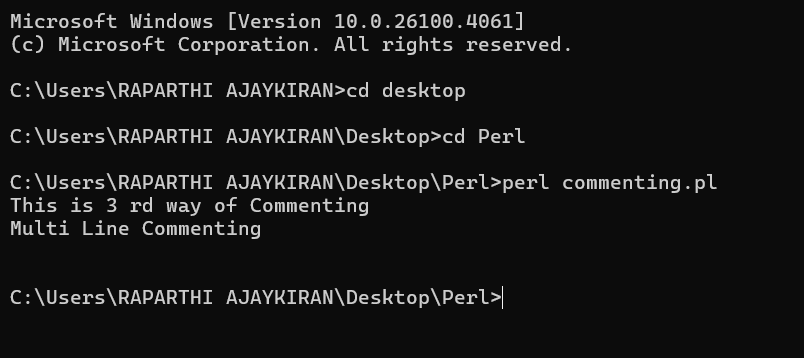 Microsoft Windows [Version 10.0.26100.4061]
(c) Microsoft Corporation. All rights reserved.
C:\Users\RAPARTHI AJAYKIRAN>cd desktop
C:\Users\RAPARTHI AJAYKIRAN\Desktop>cd Perl
C:\Users\RAPARTHI AJAYKIRAN\Desktop\Perl>perl commenting.pl
This is 3 rd way of Commenting
Multi Line Commenting
C:\Users\RAPARTHI AJAYKIRAN\Desktop\Perl>